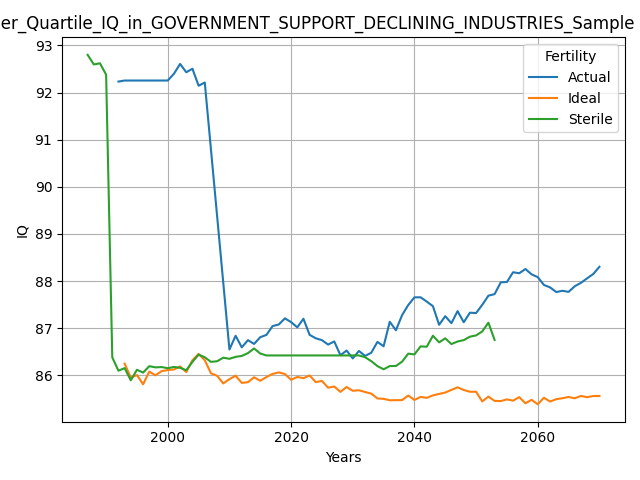 er_Quartile_IQ_in_GOVERNMENT_SUPPORT_DECLINING_INDUSTRIES_Sample
93
92
91
90
89
88
87
86
IQ
Fertility
Actual
Ideal
Sterile
2000
2020
2040
2060
Years